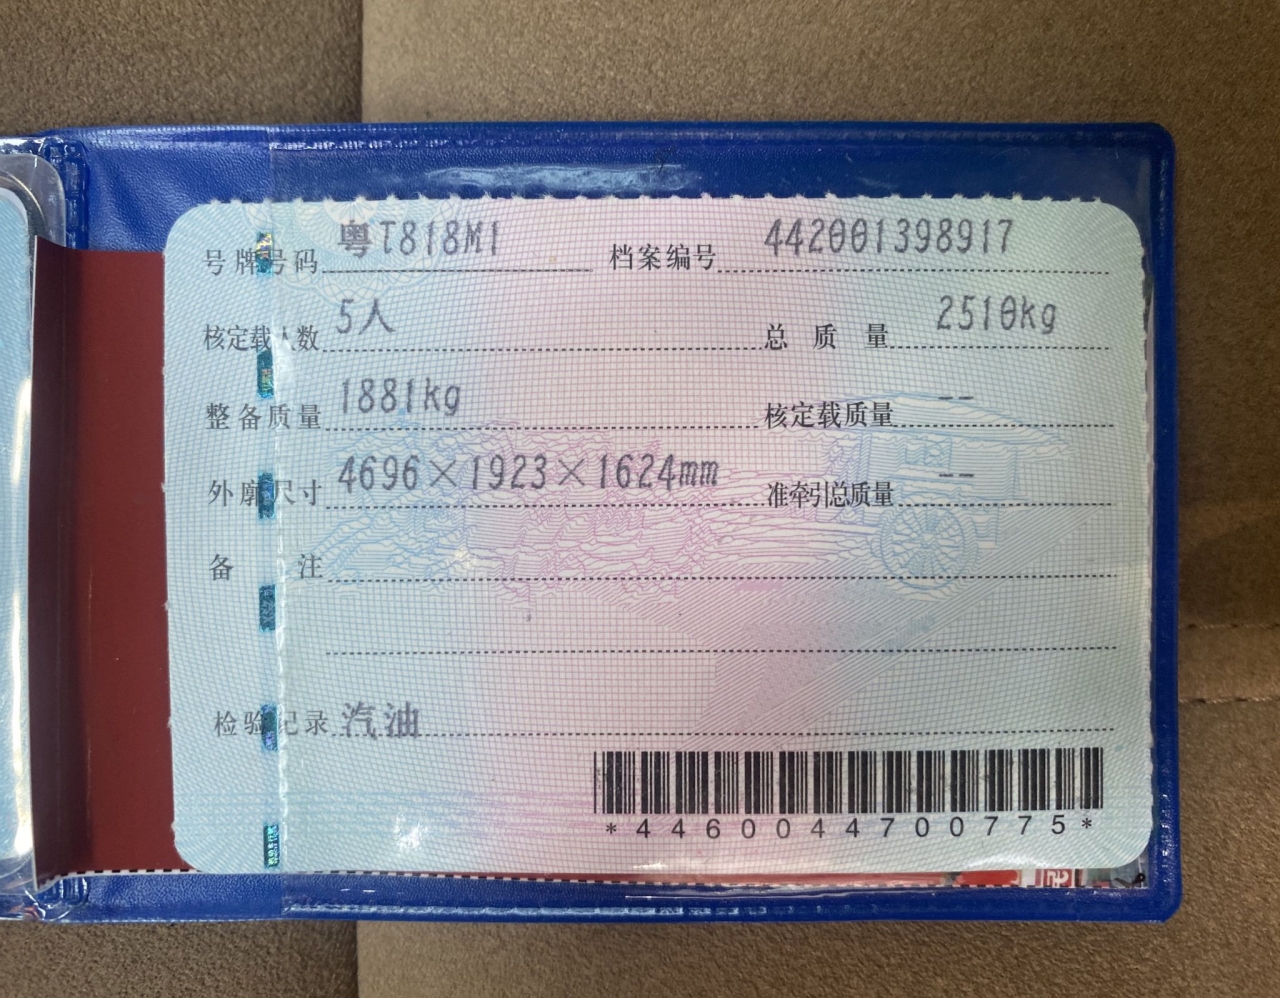 号牌号码 粤T818M1 档案编号 442001398917
核定载人数 5人 总质量 2510kg
整备质量 1881kg 核定载质量 --
外廓尺寸 4696×1923×1624mm 准牵引总质量 --
备注
检验记录 汽油
*4460044700775*